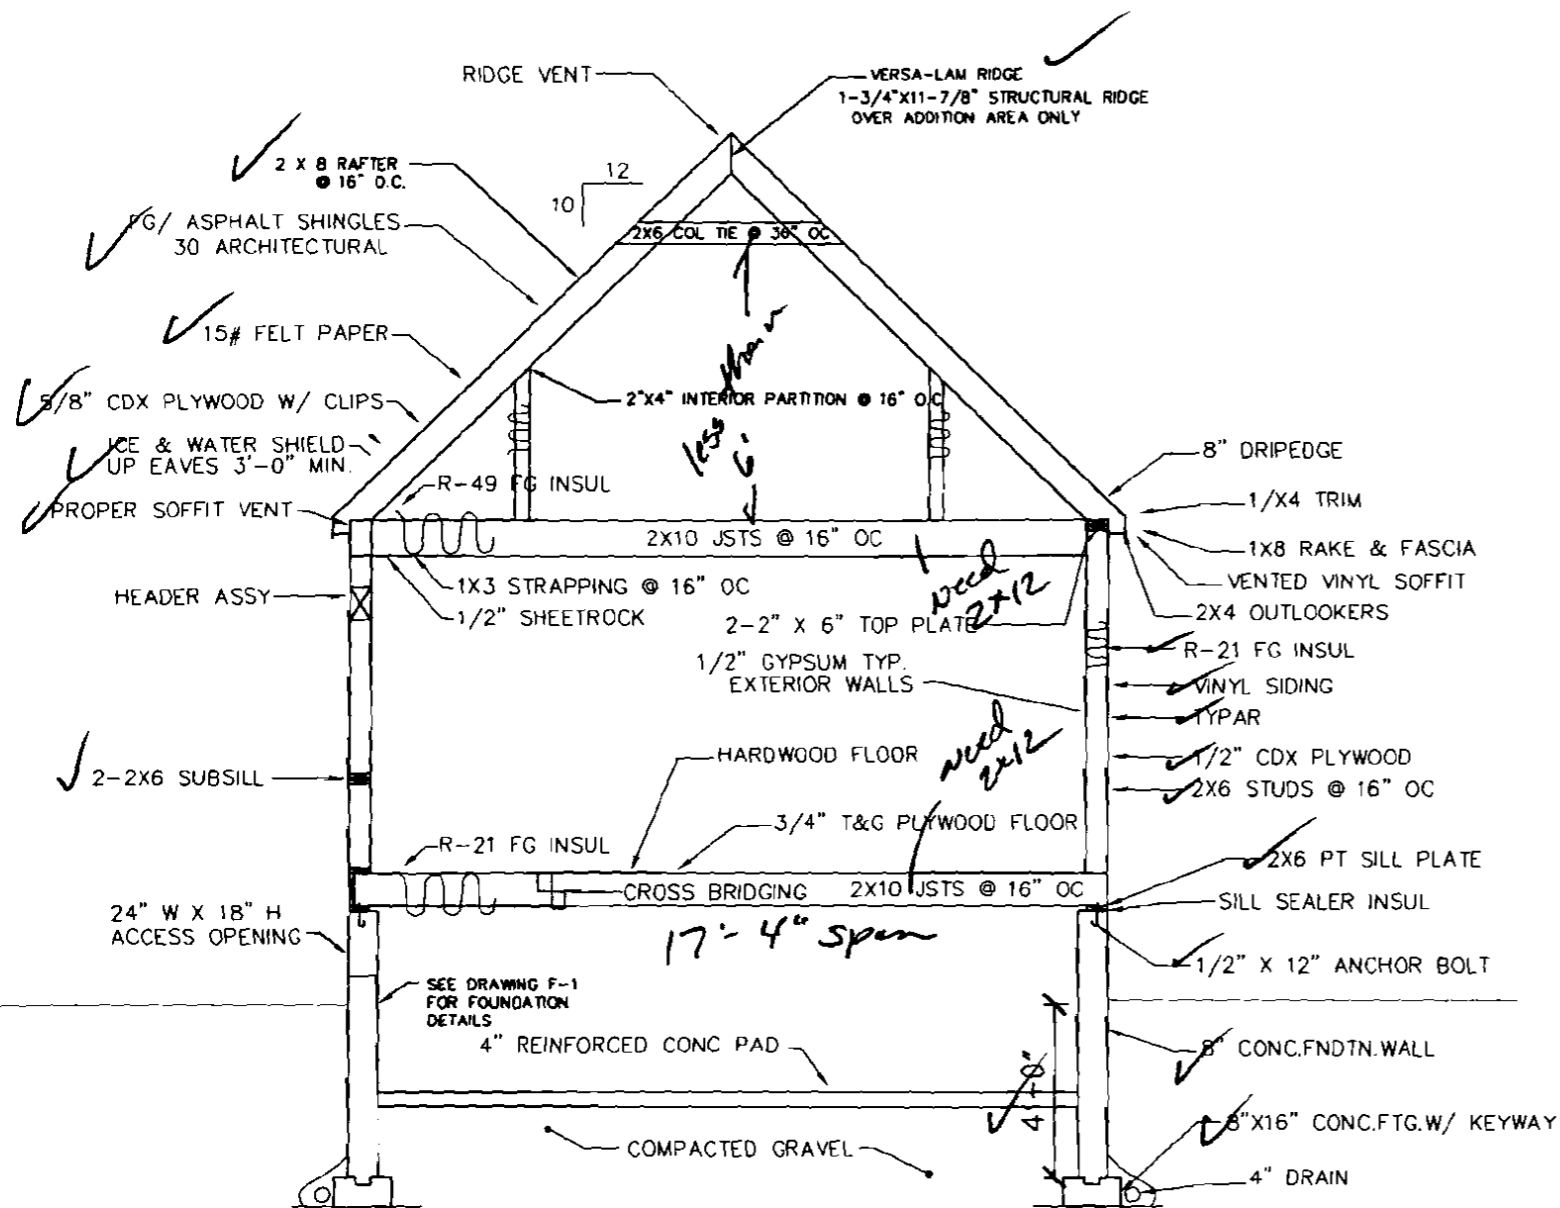 RIDGE VENT
VERSA-LAM RIDGE
1-3/4"X11-7/8" STRUCTURAL RIDGE
OVER ADDITION AREA ONLY
2 X 8 RAFTER
@ 16" O.C.
12
10
FG/ ASPHALT SHINGLES
30 ARCHITECTURAL
2X6 COL TIE @ 36" OC
15# FELT PAPER
less than
6'
5/8" CDX PLYWOOD W/ CLIPS
2"X4" INTERIOR PARTITION @ 16" O.C
ICE & WATER SHIELD
UP EAVES 3'-0" MIN.
8" DRIPEDGE
R-49 FG INSUL
1/X4 TRIM
PROPER SOFFIT VENT
2X10 JSTS @ 16" OC
1X8 RAKE & FASCIA
need
2x12
1X3 STRAPPING @ 16" OC
VENTED VINYL SOFFIT
HEADER ASSY
1/2" SHEETROCK
2X4 OUTLOOKERS
2-2" X 6" TOP PLATE
R-21 FG INSUL
1/2" GYPSUM TYP.
EXTERIOR WALLS
VINYL SIDING
TYPAR
need
2x12
HARDWOOD FLOOR
1/2" CDX PLYWOOD
2-2X6 SUBSILL
2X6 STUDS @ 16" OC
3/4" T&G PLYWOOD FLOOR
R-21 FG INSUL
2X6 PT SILL PLATE
CROSS BRIDGING
2X10 JSTS @ 16" OC
SILL SEALER INSUL
24" W X 18" H
ACCESS OPENING
17'-4" span
1/2" X 12" ANCHOR BOLT
SEE DRAWING F-1
FOR FOUNDATION
DETAILS
4" REINFORCED CONC PAD
8" CONC.FNDTN.WALL
4'-0"
8"X16" CONC.FTG.W/ KEYWAY
COMPACTED GRAVEL
4" DRAIN